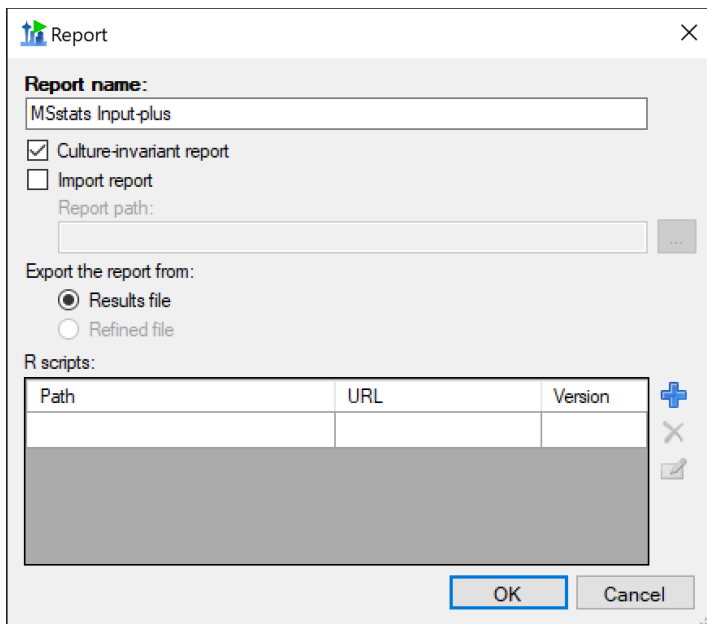 Report
Report name:
MSstats Input-plus
Culture-invariant report
Import report
Report path:
...
Export the report from:
Results file
Refined file
R scripts:
Path URL Version
OK Cancel